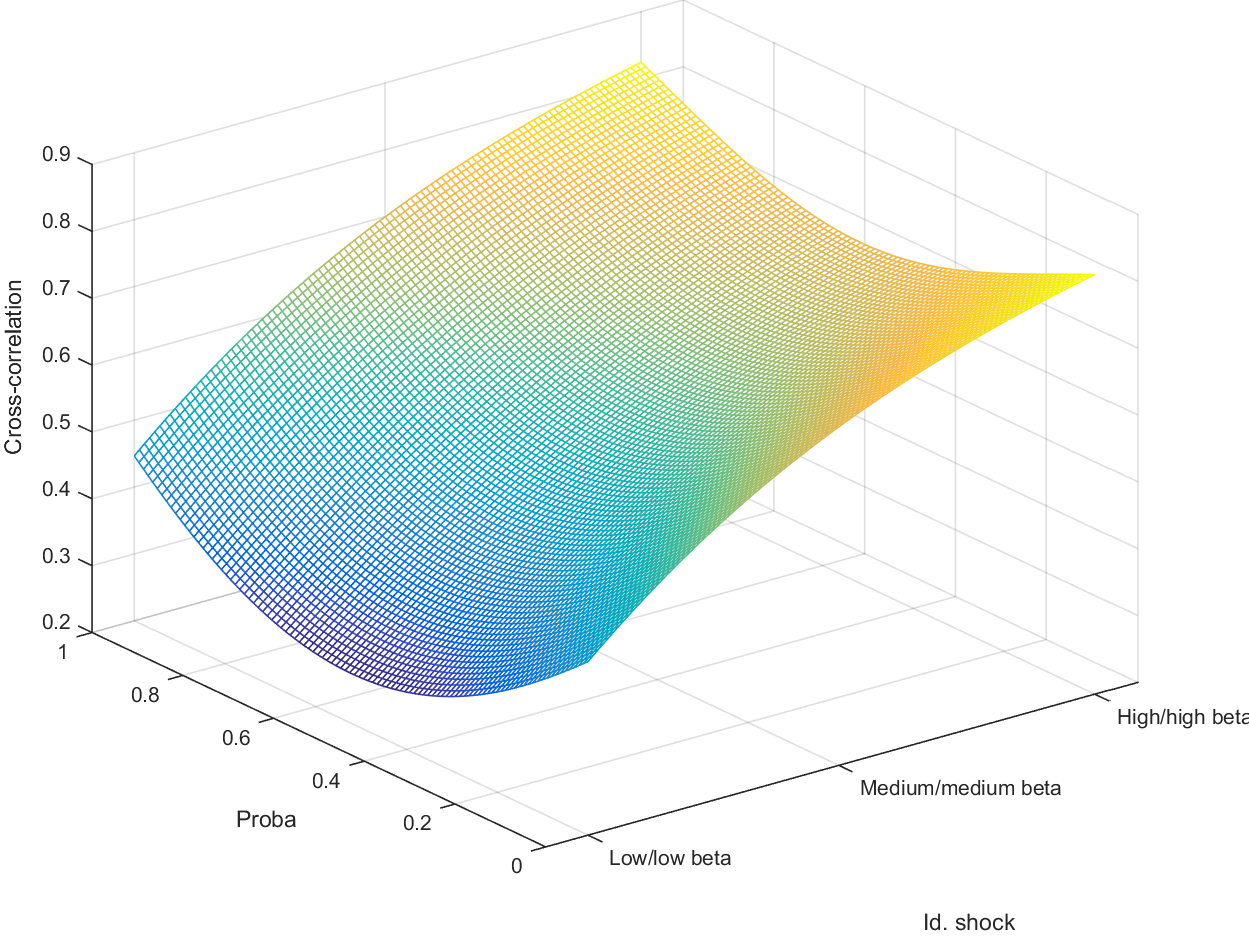 0.9
0.8
0.7
0.6
0.5
0.4
0.3
0.2
Cross-correlation
1
0.8
0.6
0.4
0.2
0
Proba
Low/low beta
Medium/medium beta
High/high beta
Id. shock